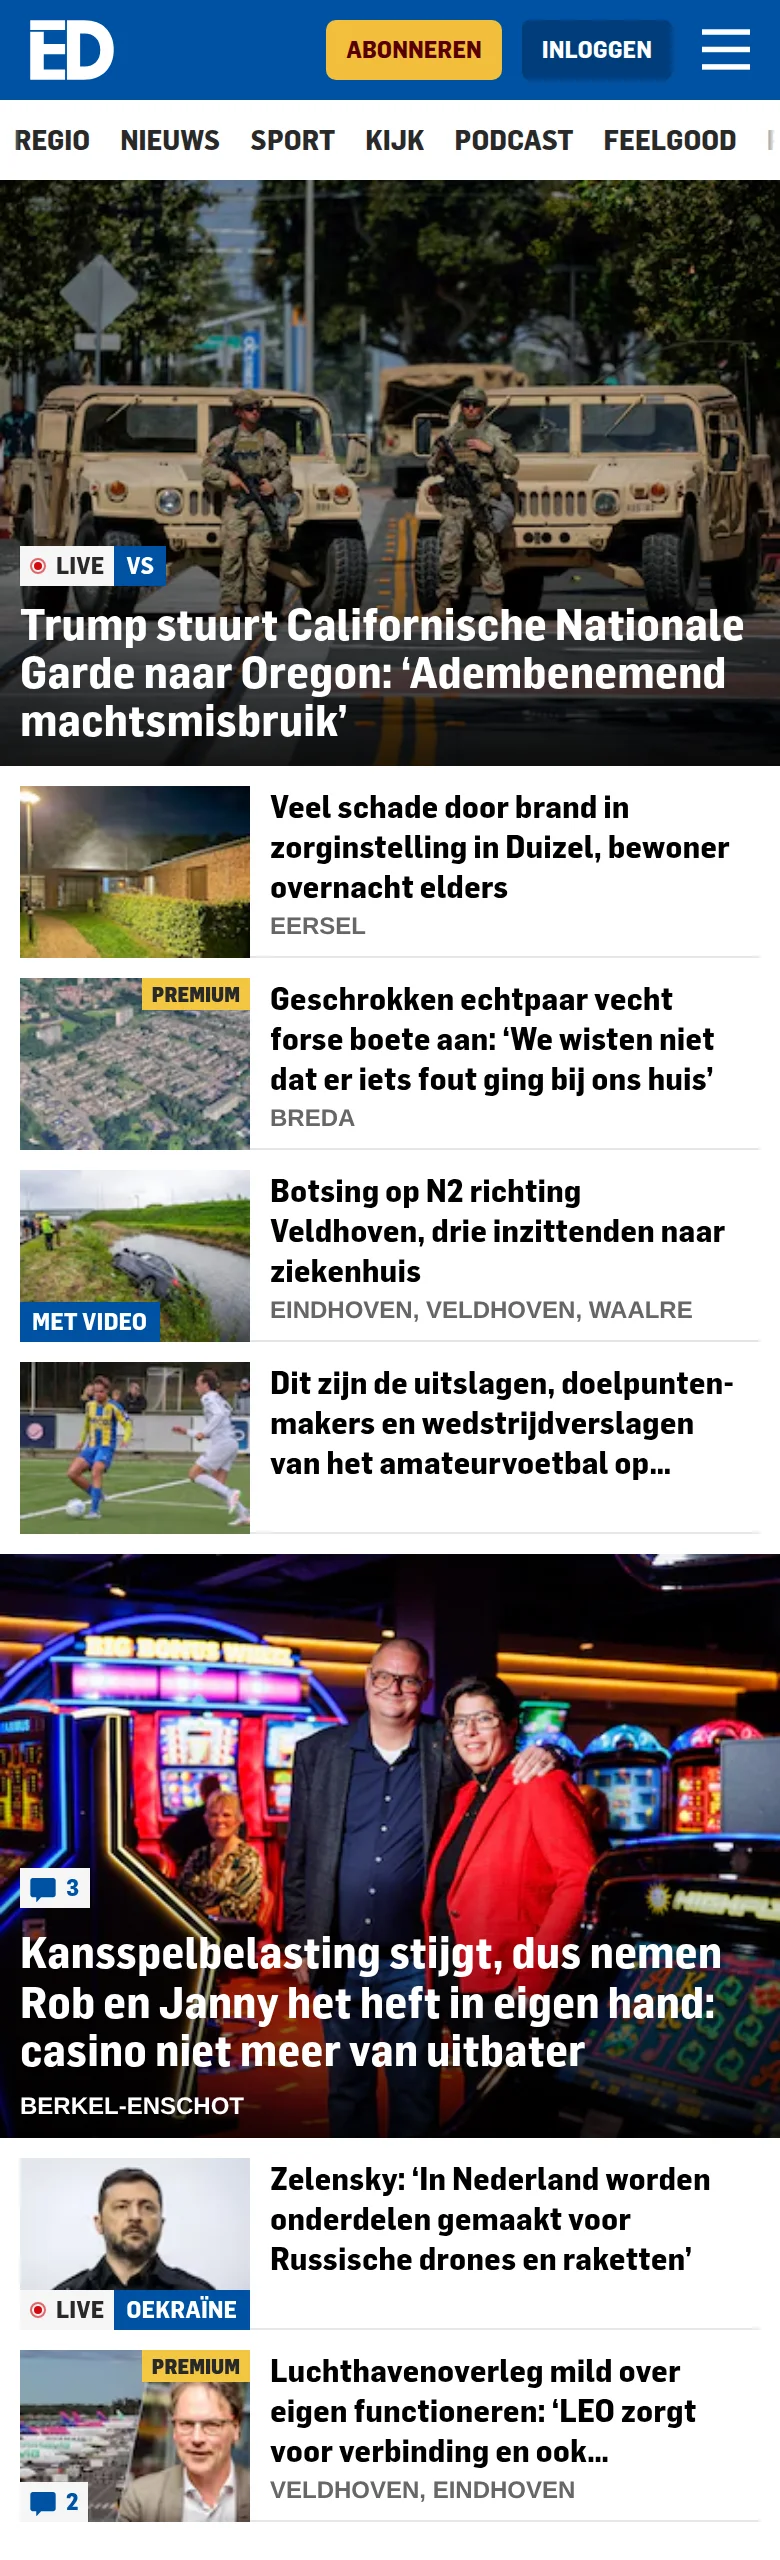 ED
ABONNEREN
INLOGGEN
REGIO NIEUWS SPORT KIJK PODCAST FEELGOOD
LIVE VS
Trump stuurt Californische Nationale
Garde naar Oregon: ‘Adembenemend
machtsmisbruik’
Veel schade door brand in
zorginstelling in Duizel, bewoner
overnacht elders
EERSEL
PREMIUM
Geschrokken echtpaar vecht
forse boete aan: ‘We wisten niet
dat er iets fout ging bij ons huis’
BREDA
MET VIDEO
Botsing op N2 richting
Veldhoven, drie inzittenden naar
ziekenhuis
EINDHOVEN, VELDHOVEN, WAALRE
Dit zijn de uitslagen, doelpunten-
makers en wedstrijdverslagen
van het amateurvoetbal op...
BIG BONUS WHEEL
3
Kansspelbelasting stijgt, dus nemen
Rob en Janny het heft in eigen hand:
casino niet meer van uitbater
BERKEL-ENSCHOT
LIVE OEKRAÏNE
Zelensky: ‘In Nederland worden
onderdelen gemaakt voor
Russische drones en raketten’
PREMIUM
2
Luchthavenoverleg mild over
eigen functioneren: ‘LEO zorgt
voor verbinding en ook...
VELDHOVEN, EINDHOVEN